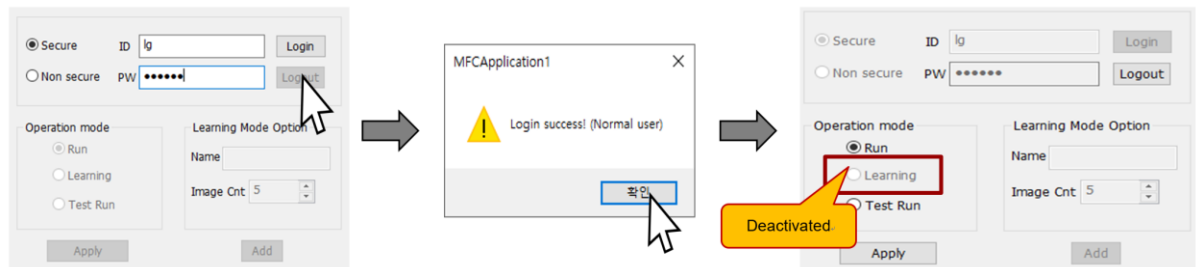 Secure ID lg Login
Non secure PW ●●●●●● Logout
Operation mode
Run
Learning
Test Run
Apply
Learning Mode Option
Name
Image Cnt 5
Add
MFCApplication1
Login success! (Normal user)
확인
Secure ID lg Login
Non secure PW ●●●●●● Logout
Operation mode
Run
Learning
Test Run
Deactivated
Apply
Learning Mode Option
Name
Image Cnt 5
Add